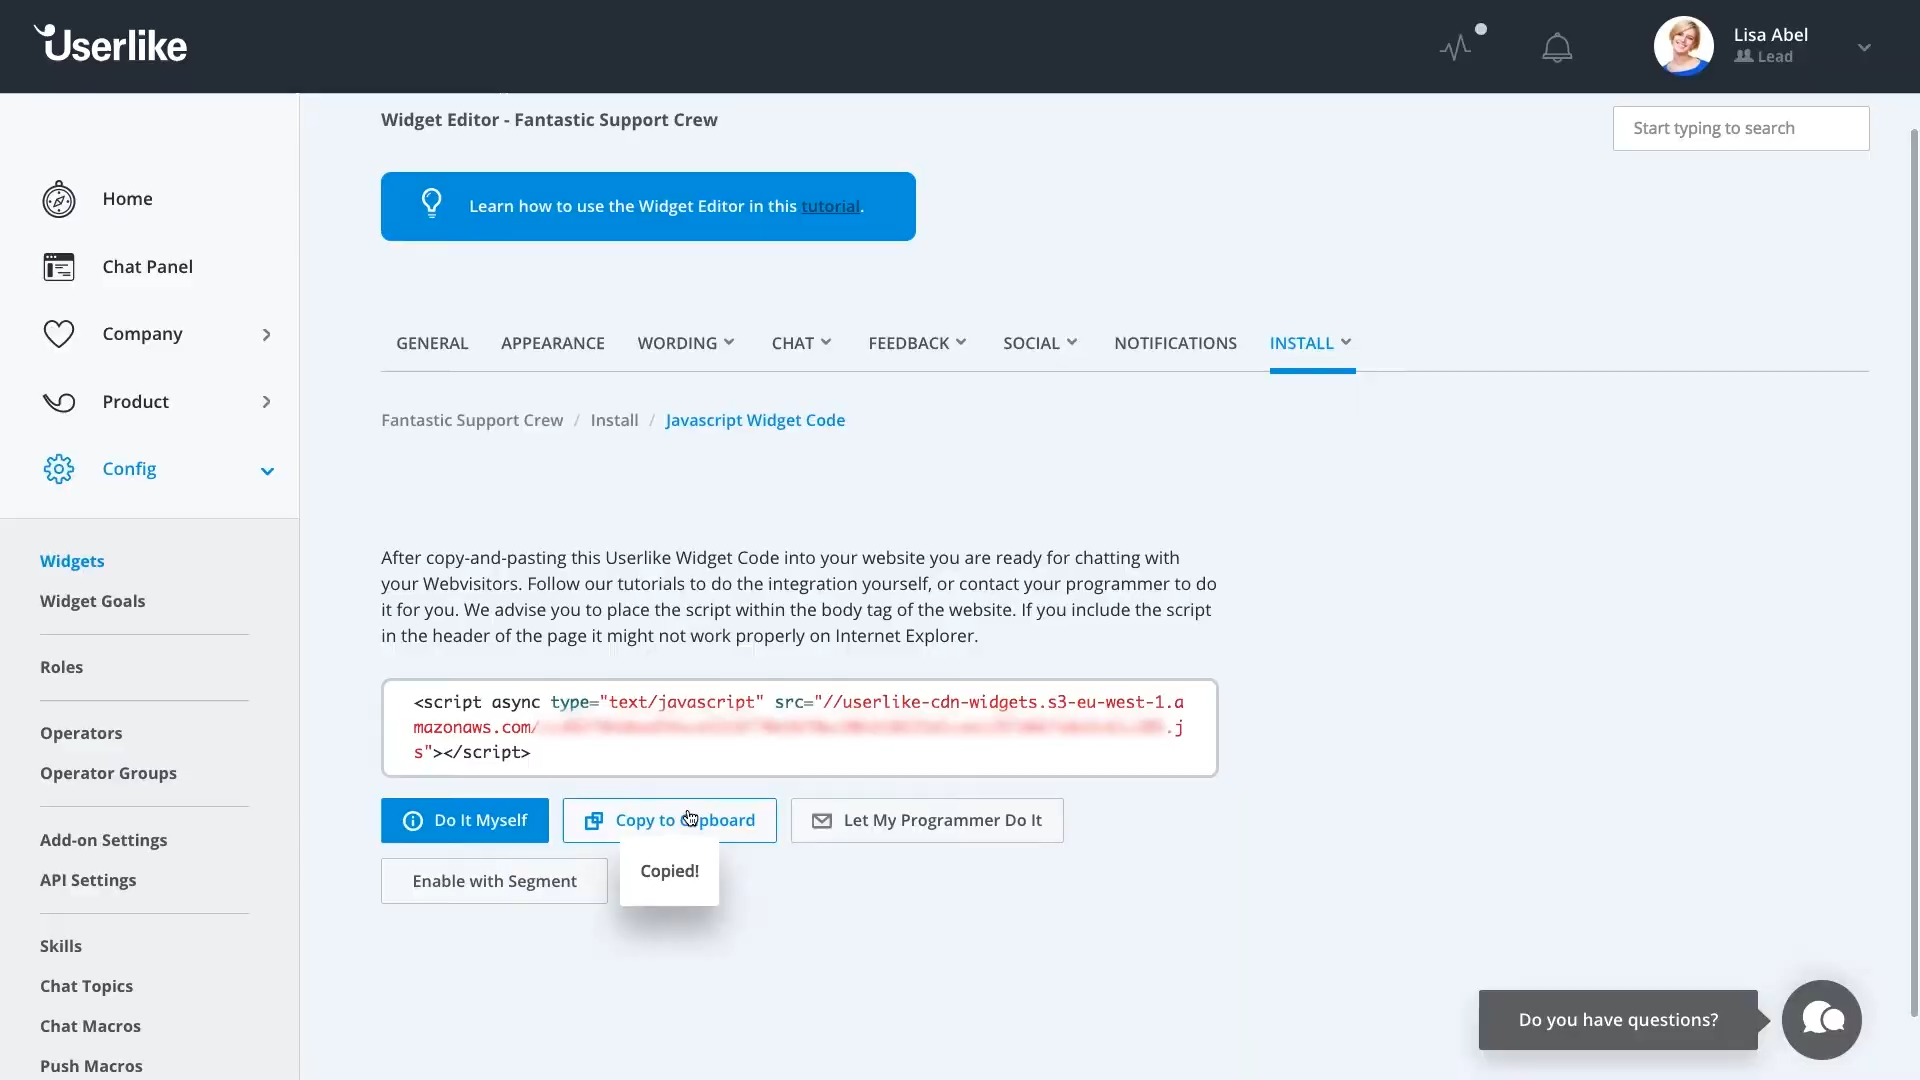 Userlike
Lisa Abel
Lead
Widget Editor - Fantastic Support Crew
Start typing to search
Learn how to use the Widget Editor in this tutorial.
Home
Chat Panel
Company
Product
Config
GENERAL APPEARANCE WORDING CHAT FEEDBACK SOCIAL NOTIFICATIONS INSTALL
Fantastic Support Crew / Install / Javascript Widget Code
After copy-and-pasting this Userlike Widget Code into your website you are ready for chatting with
your Webvisitors. Follow our tutorials to do the integration yourself, or contact your programmer to do
it for you. We advise you to place the script within the body tag of the website. If you include the script
in the header of the page it might not work properly on Internet Explorer.
<script async type="text/javascript" src="//userlike-cdn-widgets.s3-eu-west-1.a
mazonaws.com/ .j
s"></script>
Do It Myself
Copy to
Let My Programmer Do It
Copied!
Enable with Segment
Widgets
Widget Goals
Roles
Operators
Operator Groups
Add-on Settings
API Settings
Skills
Chat Topics
Chat Macros
Push Macros
Do you have questions?